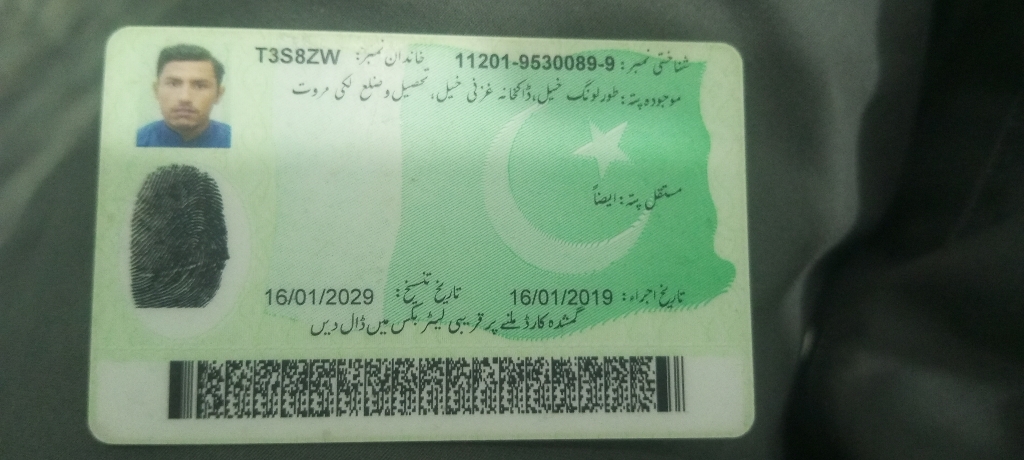 شناختی نمبر: 11201-9530089-9 خاندان نمبر: T3S8ZW
موجودہ پتہ: طورلونگ خیل، ڈاکخانہ غزنی خیل، تحصیل و ضلع لکی مروت
مستقل پتہ: ایضاً
تاریخ اجراء: 16/01/2019 تاریخ تنسیخ: 16/01/2029
گمشدہ کارڈ ملنے پر قریبی لیٹر بکس میں ڈال دیں